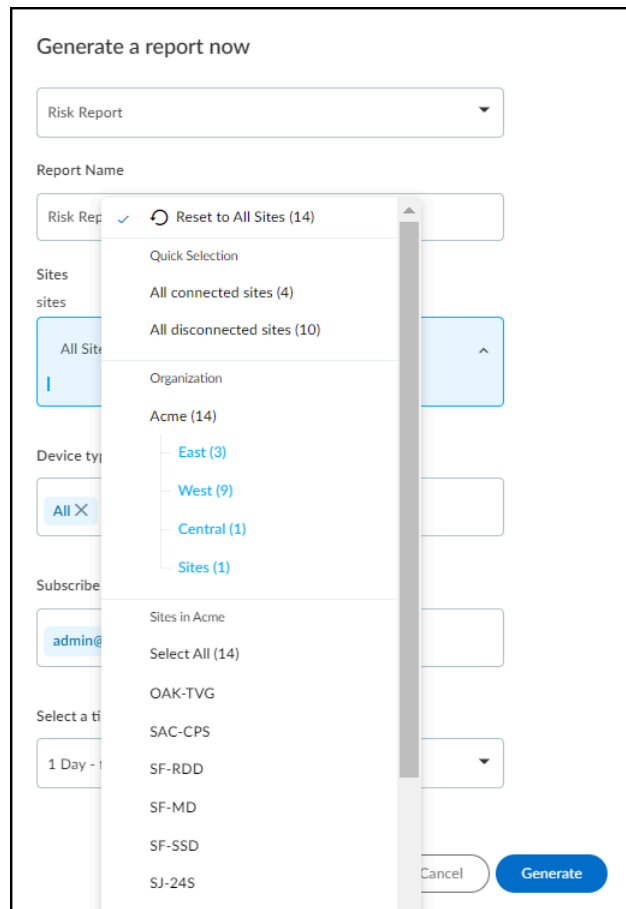 Generate a report now
Risk Report
Report Name
Risk Rep
Reset to All Sites (14)
Quick Selection
Sites
sites
All connected sites (4)
All disconnected sites (10)
All Site
Organization
Acme (14)
East (3)
West (9)
Central (1)
Sites (1)
Device typ
All
Subscribe
admin@
Sites in Acme
Select All (14)
OAK-TVG
SAC-CPS
SF-RDD
SF-MD
SF-SSD
SJ-24S
Select a ti
1 Day -
Cancel
Generate